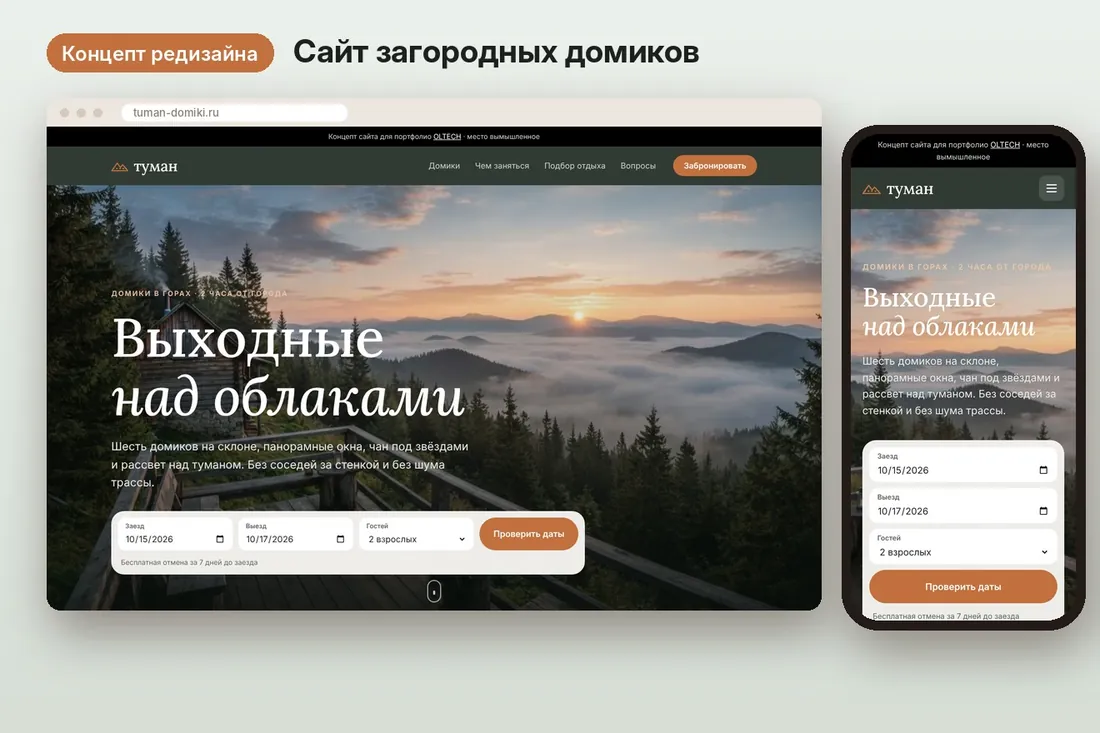 Концепт редизайна
Сайт загородных домиков
tuman-domiki.ru
Концепт сайта для портфолио OLTECH · место вымышленное
туман
Домики
Чем заняться
Подбор отдыха
Вопросы
Забронировать
ДОМИКИ В ГОРАХ · 2 ЧАСА ОТ ГОРОДА
Выходные
над облаками
Шесть домиков на склоне, панорамные окна, чан под звёздами
и рассвет над туманом. Без соседей за стенкой и без шума
трассы.
Заезд
10/15/2026
Выезд
10/17/2026
Гостей
2 взрослых
Проверить даты
Бесплатная отмена за 7 дней до заезда
Концепт сайта для портфолио OLTECH · место
вымышленное
туман
ДОМИКИ В ГОРАХ · 2 ЧАСА ОТ ГОРОДА
Выходные
над облаками
Шесть домиков на склоне,
панорамные окна, чан под звёздами и
рассвет над туманом. Без соседей за
стенкой и без шума трассы.
Заезд
10/15/2026
Выезд
10/17/2026
Гостей
2 взрослых
Проверить даты
Бесплатная отмена за 7 дней до заезда